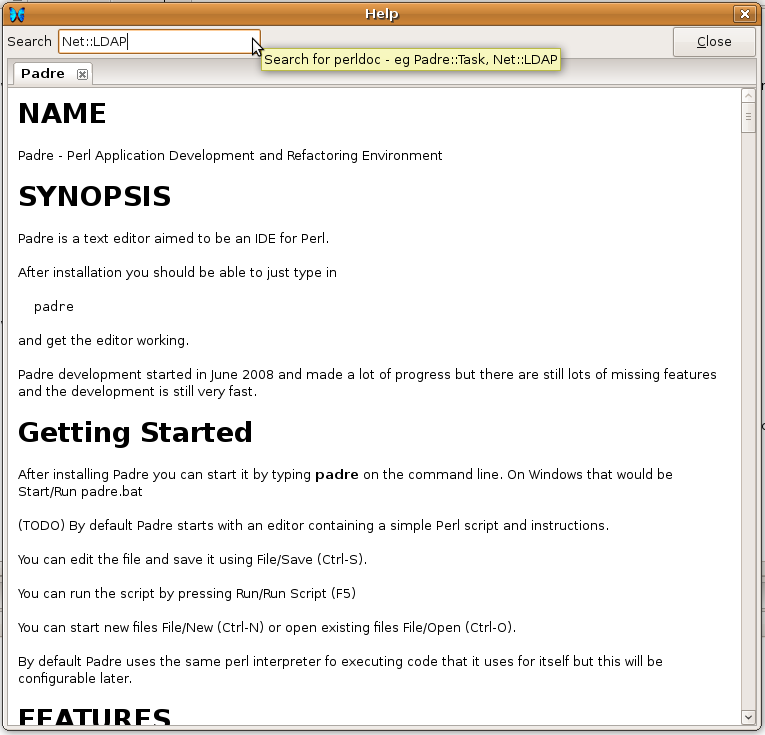 Help
Search Net::LDAP Close
Search for perldoc - eg Padre::Task, Net::LDAP
Padre
NAME
Padre - Perl Application Development and Refactoring Environment
SYNOPSIS
Padre is a text editor aimed to be an IDE for Perl.
After installation you should be able to just type in
padre
and get the editor working.
Padre development started in June 2008 and made a lot of progress but there are still lots of missing features
and the development is still very fast.
Getting Started
After installing Padre you can start it by typing padre on the command line. On Windows that would be
Start/Run padre.bat
(TODO) By default Padre starts with an editor containing a simple Perl script and instructions.
You can edit the file and save it using File/Save (Ctrl-S).
You can run the script by pressing Run/Run Script (F5)
You can start new files File/New (Ctrl-N) or open existing files File/Open (Ctrl-O).
By default Padre uses the same perl interpreter fo executing code that it uses for itself but this will be
configurable later.
FEATURES